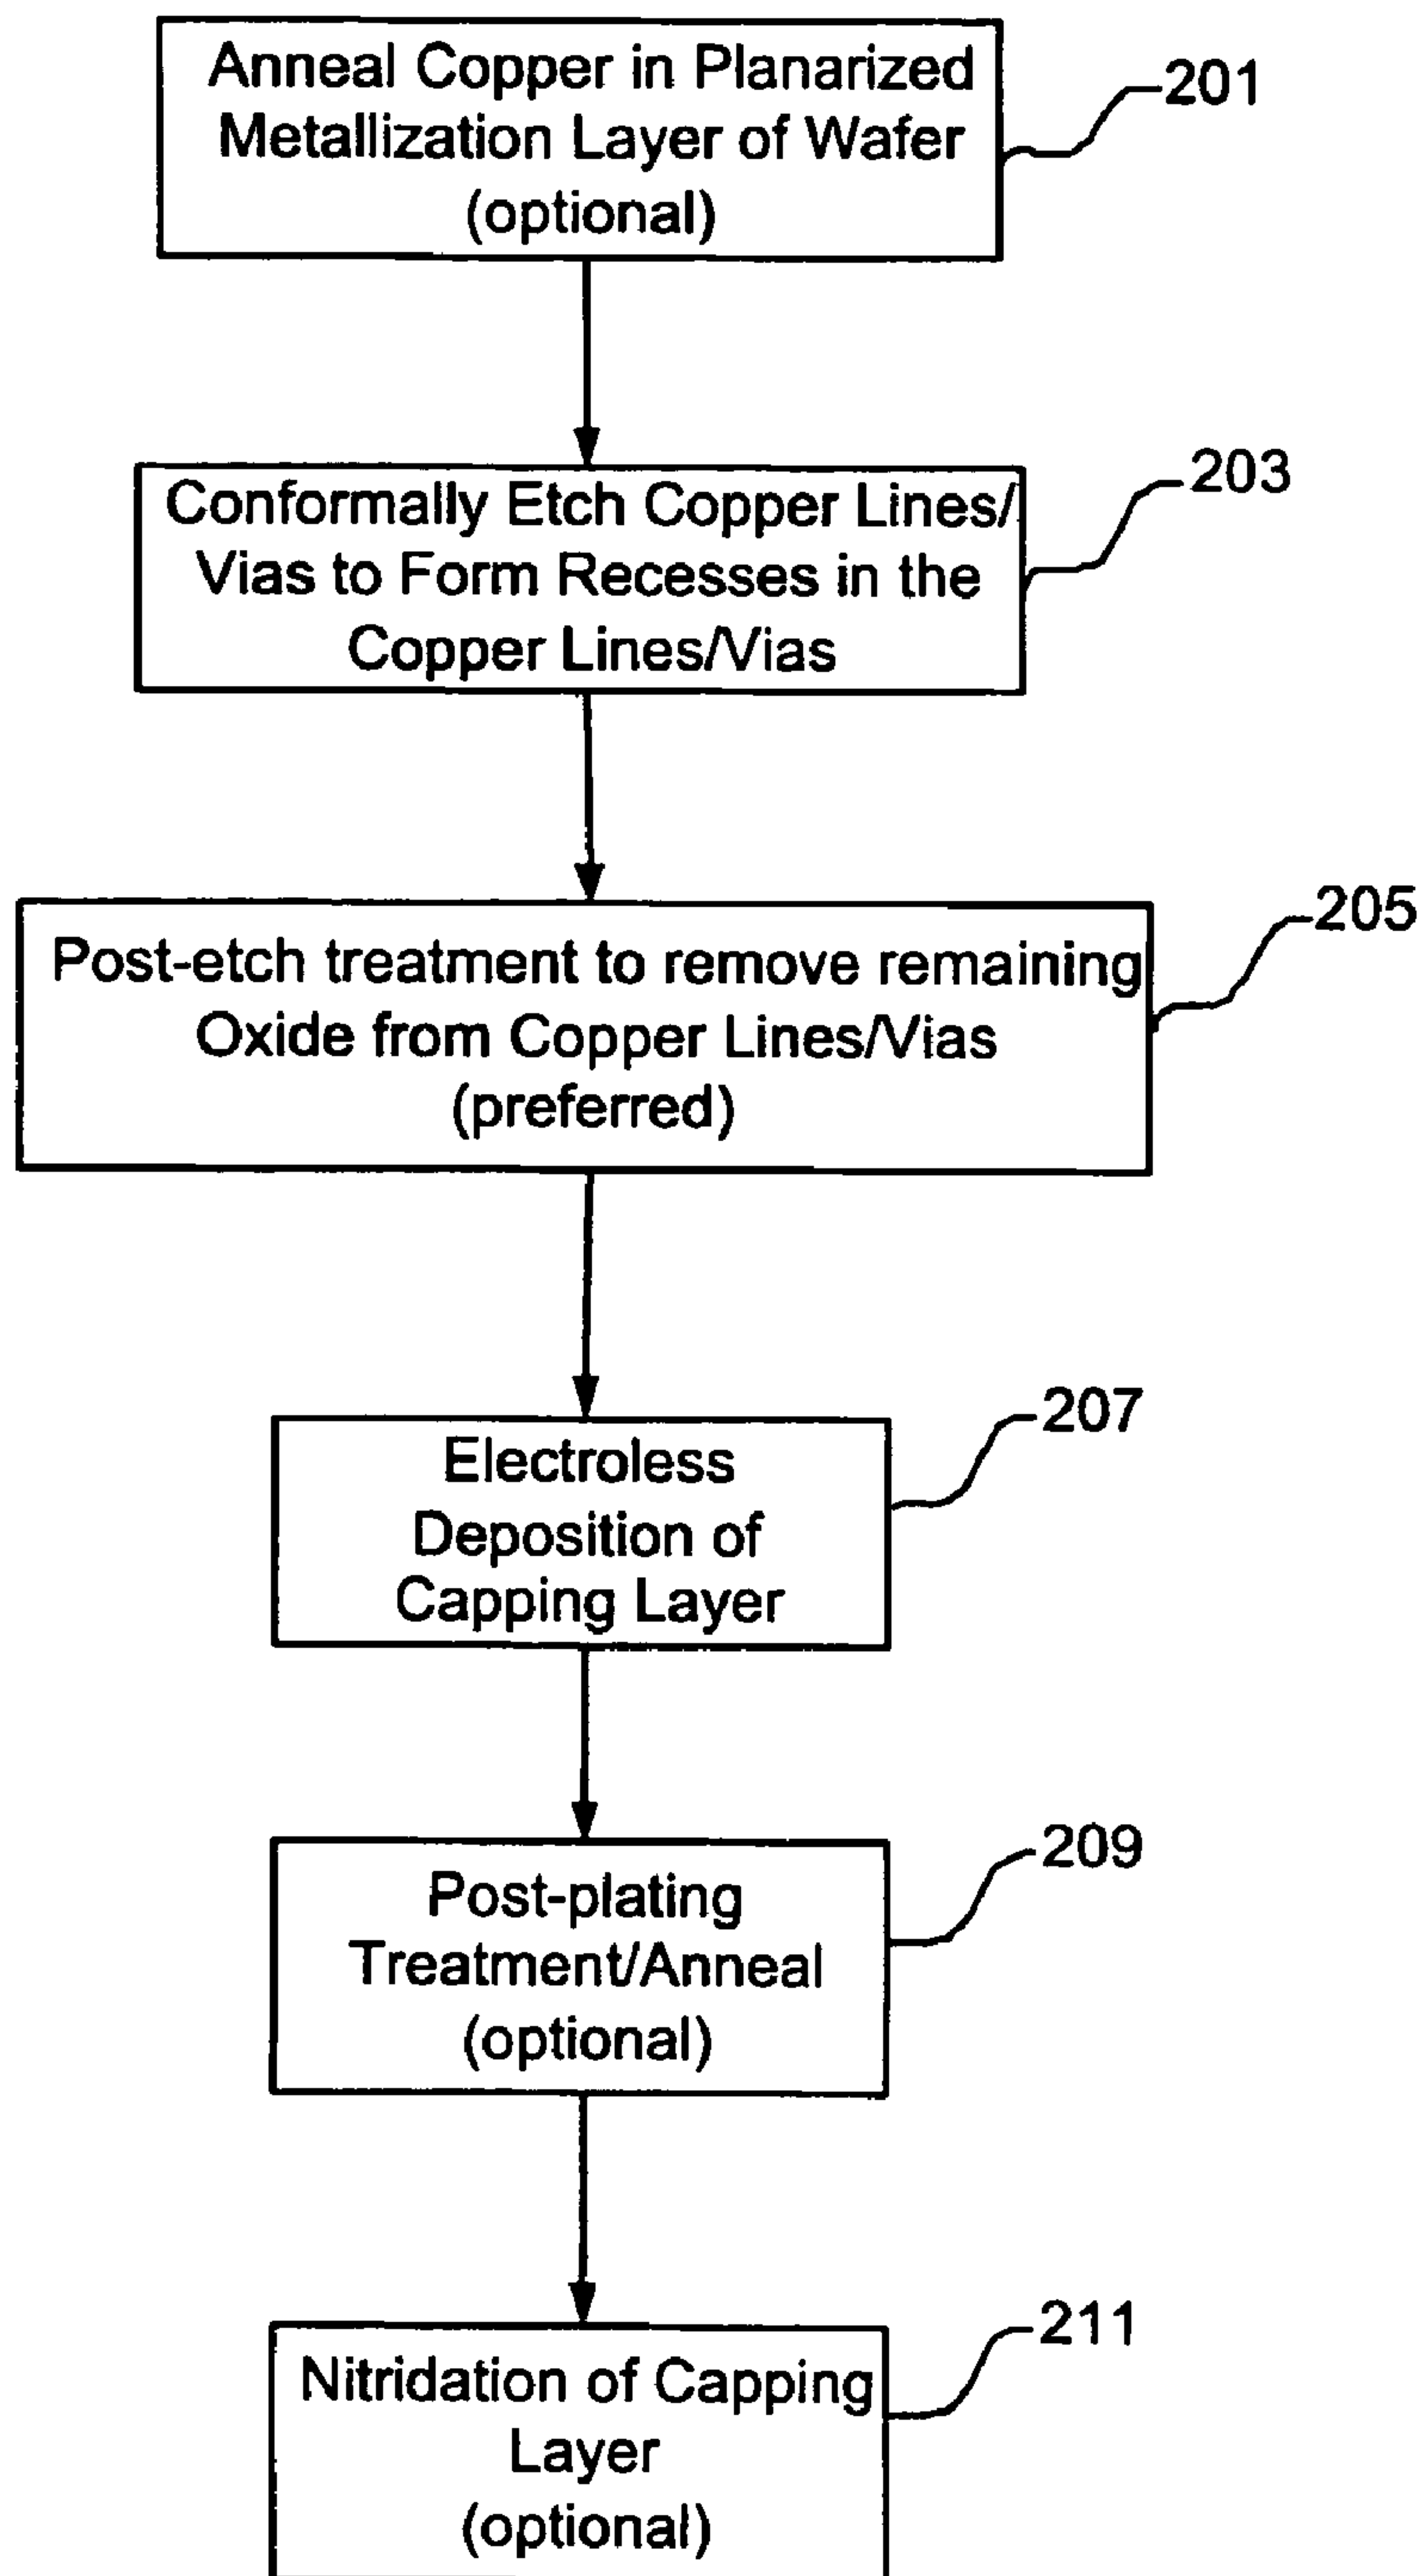 Anneal Copper in Planarized
Metallization Layer of Wafer
(optional)
201
Conformally Etch Copper Lines/
Vias to Form Recesses in the
Copper Lines/Vias
203
Post-etch treatment to remove remaining
Oxide from Copper Lines/Vias
(preferred)
205
Electroless
Deposition of
Capping Layer
207
Post-plating
Treatment/Anneal
(optional)
209
Nitridation of Capping
Layer
(optional)
211